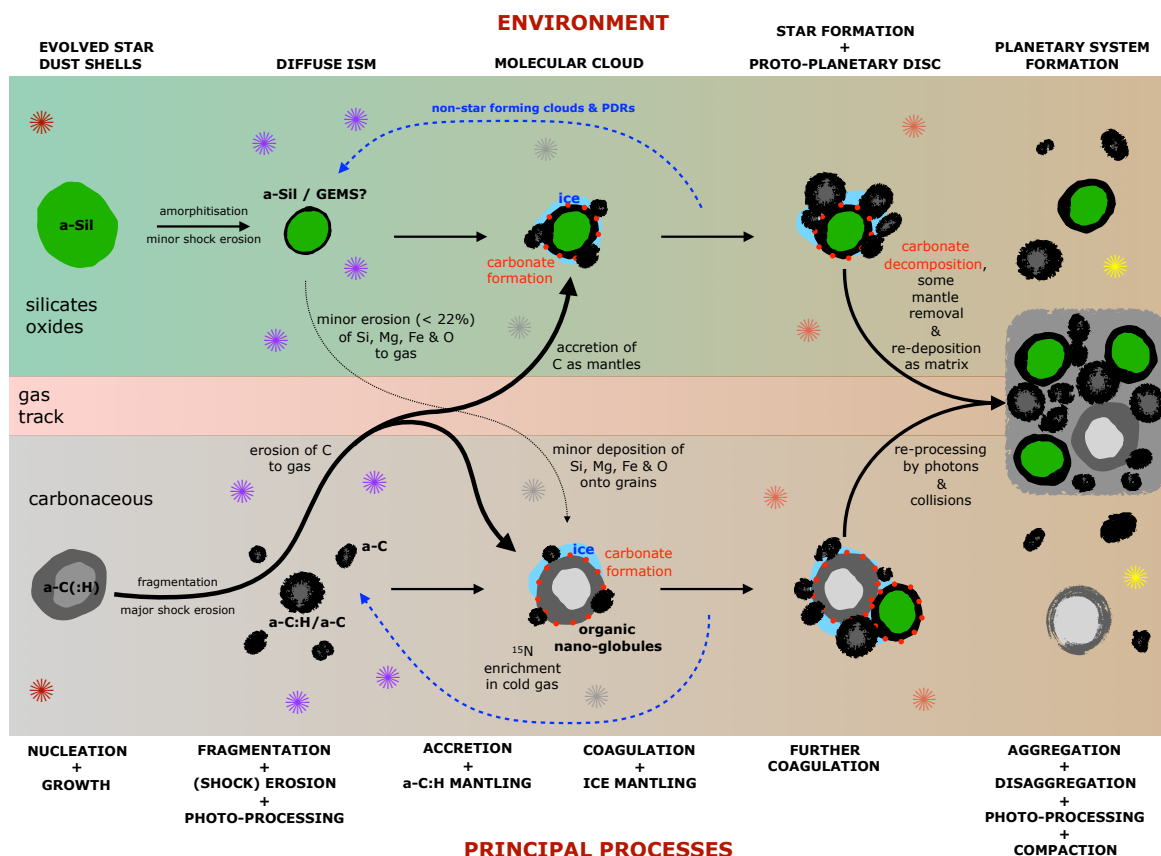 ENVIRONMENT
EVOLVED STAR
DUST SHELLS
DIFFUSE ISM
MOLECULAR CLOUD
STAR FORMATION
+
PROTO-PLANETARY DISC
PLANETARY SYSTEM
FORMATION
non-star forming clouds & PDRs
a-Sil
amorphitisation
minor shock erosion
a-Sil / GEMS?
ice
carbonate
formation
carbonate
decomposition,
some
mantle
removal
&
re-deposition
as matrix
silicates
oxides
minor erosion (< 22%)
of Si, Mg, Fe & O
to gas
accretion of
C as mantles
gas
track
erosion of C
to gas
minor deposition of
Si, Mg, Fe & O
onto grains
re-processing
by photons
&
collisions
carbonaceous
a-C(:H)
fragmentation
major shock erosion
a-C
a-C:H/a-C
ice
carbonate
formation
organic
nano-globules
15N
enrichment
in cold gas
NUCLEATION
+
GROWTH
FRAGMENTATION
+
(SHOCK) EROSION
+
PHOTO-PROCESSING
ACCRETION
+
a-C:H MANTLING
COAGULATION
+
ICE MANTLING
FURTHER
COAGULATION
AGGREGATION
+
DISAGGREGATION
+
PHOTO-PROCESSING
+
COMPACTION
PRINCIPAL PROCESSES